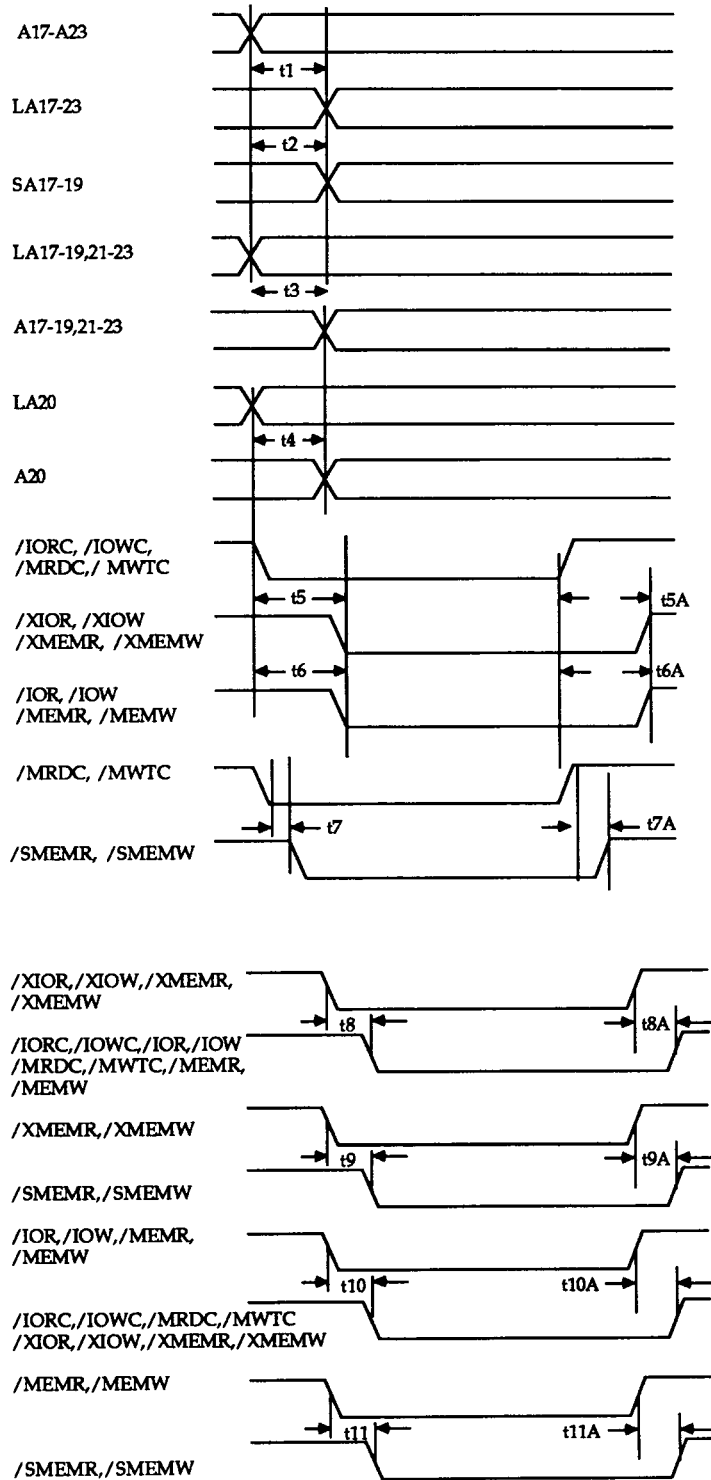 A17-A23
t1
LA17-23
t2
SA17-19
LA17-19,21-23
t3
A17-19,21-23
LA20
t4
A20
/IORC, /IOWC,
/MRDC,/ MWTC
t5
t5A
/XIOR, /XIOW
/XMEMR, /XMEMW
t6
t6A
/IOR, /IOW
/MEMR, /MEMW
/MRDC, /MWTC
t7
t7A
/SMEMR, /SMEMW
/XIOR,/XIOW,/XMEMR,
/XMEMW
t8
t8A
/IORC,/IOWC,/IOR,/IOW
/MRDC,/MWTC,/MEMR,
/MEMW
/XMEMR,/XMEMW
t9
t9A
/SMEMR,/SMEMW
/IOR,/IOW,/MEMR,
/MEMW
t10
t10A
/IORC,/IOWC,/MRDC,/MWTC
/XIOR,/XIOW,/XMEMR,/XMEMW
/MEMR,/MEMW
t11
t11A
/SMEMR,/SMEMW